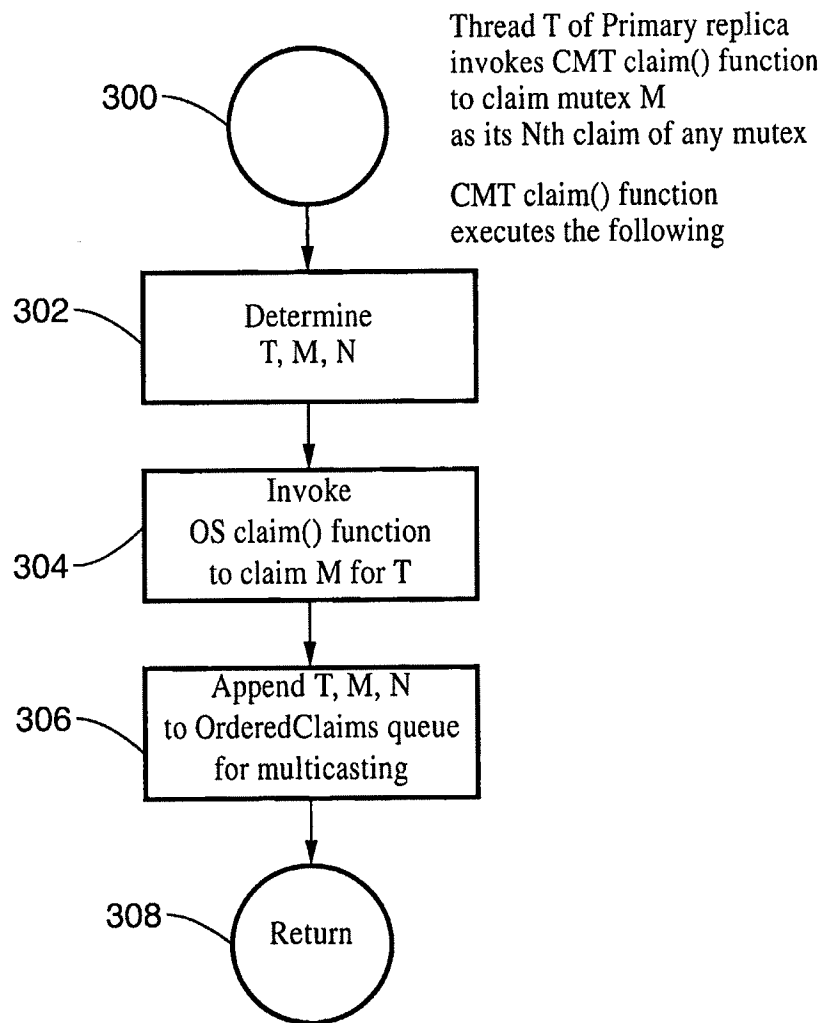 Thread T of Primary replica
invokes CMT claim() function
to claim mutex M
as its Nth claim of any mutex
CMT claim() function
executes the following
300
302
Determine
T, M, N
304
Invoke
OS claim() function
to claim M for T
306
Append T, M, N
to OrderedClaims queue
for multicasting
308
Return